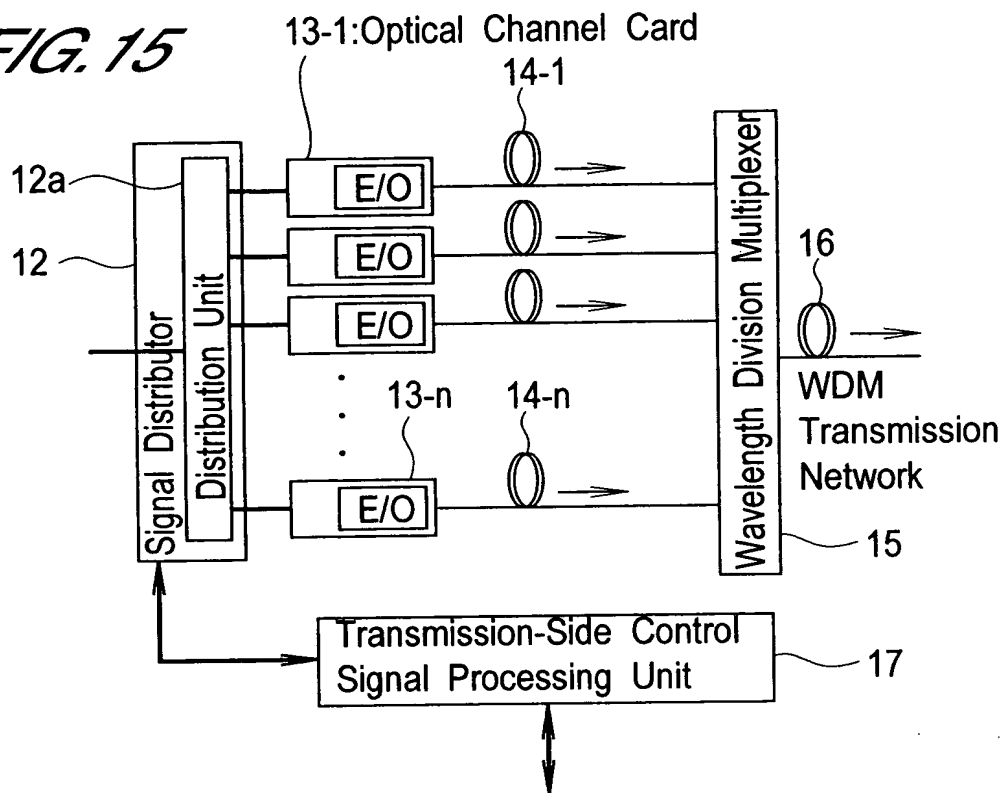 FIG. 15
13-1:Optical Channel Card
14-1
12a
12
E/O
E/O
E/O
E/O
Signal Distributor
Distribution Unit
13-n
14-n
Wavelength Division Multiplexer
16
WDM
Transmission
Network
15
Transmission-Side Control
Signal Processing Unit
17